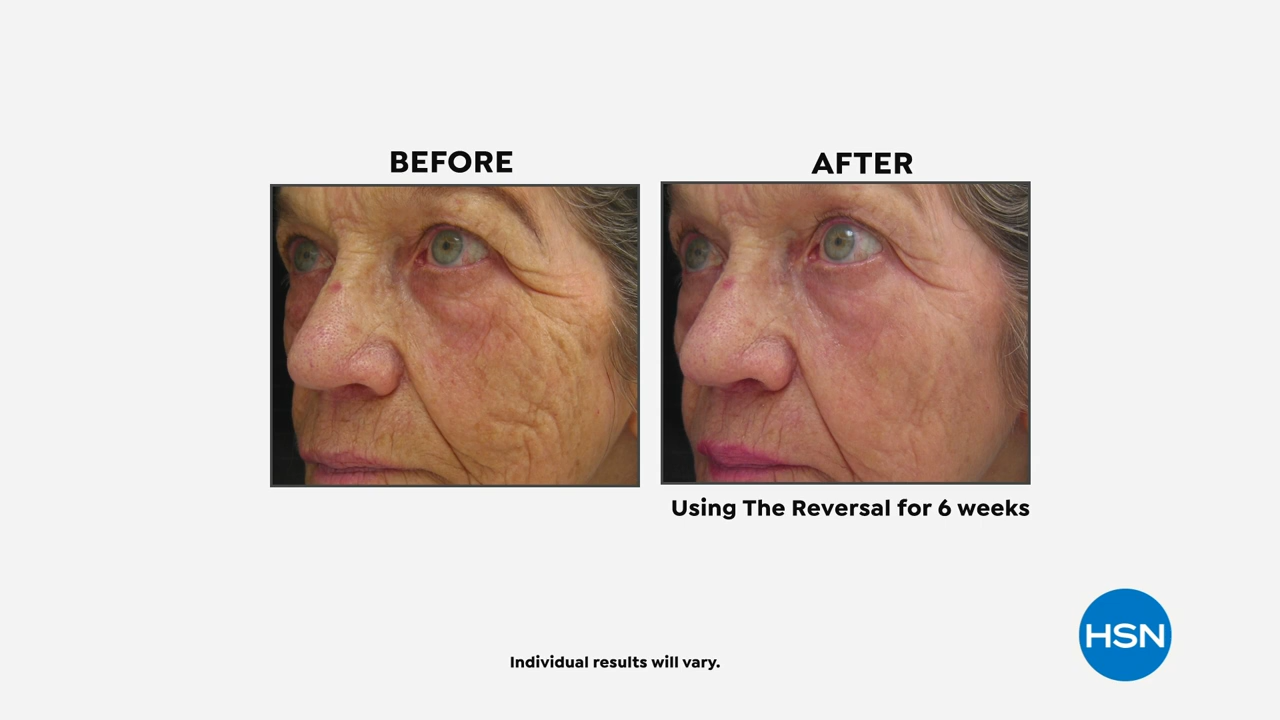 BEFORE
AFTER
Using The Reversal for 6 weeks
Individual results will vary.
HSN